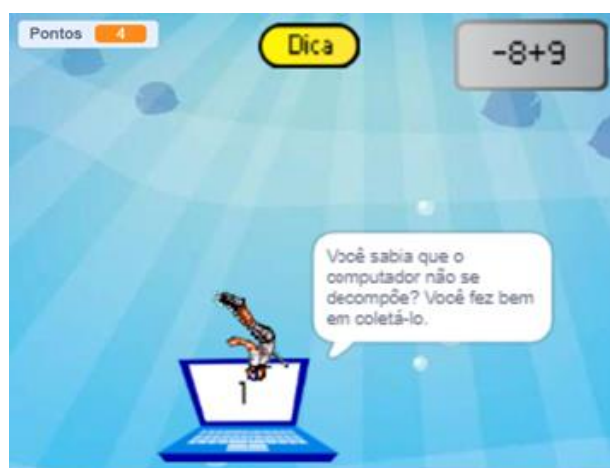 Pontos 4
Dica
-8+9
Você sabia que o
computador não se
decompõe? Você fez bem
em coletá-lo.
1